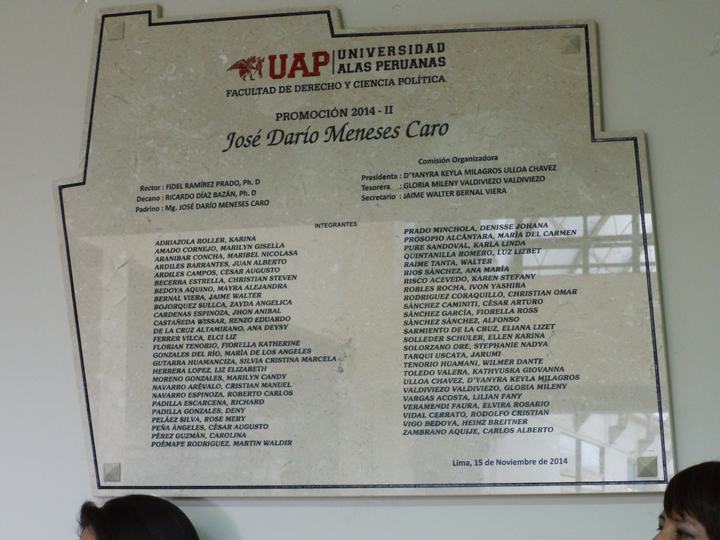 UAP UNIVERSIDAD
ALAS PERUANAS
FACULTAD DE DERECHO Y CIENCIA POLÍTICA
PROMOCIÓN 2014 - II
José Darío Meneses Caro
Rector : FIDEL RAMÍREZ PRADO, Ph. D
Decano : RICARDO DÍAZ BAZÁN, Ph. D
Padrino : Mg. JOSÉ DARÍO MENESES CARO
Comisión Organizadora
Presidenta : D'YANYRA KEYLA MILAGROS ULLOA CHAVEZ
Tesorera : GLORIA MILENY VALDIVIEZO VALDIVIEZO
Secretario : JAIME WALTER BERNAL VIERA
INTEGRANTES
ADRIAZOLA ROLLER, KARINA
AMADO CORNEJO, MARILYN GISELLA
ARANIBAR CONCHA, MARIBEL NICOLASA
ARDILES BARRANTES, JUAN ALBERTO
ARDILES CAMPOS, CÉSAR AUGUSTO
BECERRA ESTRELLA, CHRISTIAN STEVEN
BEDOYA AQUINO, MAYRA ALEJANDRA
BERNAL VIERA, JAIME WALTER
BOJORQUEZ SULLCA, ZAYDA ANGELICA
CARDENAS ESPINOZA, JHON ANIBAL
CASTAÑEDA WISSAR, RENZO EDUARDO
DE LA CRUZ ALTAMIRANO, ANA DEYSY
FERRER VILCA, ELCI LIZ
FLORIAN TENORIO, FIORELLA KATHERINE
GONZALES DEL RÍO, MARÍA DE LOS ANGELES
GUTARRA HUAMANCIZA, SILVIA CRISTINA MARCELA
HERRERA LOPEZ, LIZ ELIZABETH
MORENO GONZALES, MARILYN CANDY
NAVARRO ARÉVALO, CRISTIAN MANUEL
NAVARRO ESPINOZA, ROBERTO CARLOS
PADILLA ESCARCENA, RICHARD
PADILLA GONZALES, DENY
PELÁEZ SILVA, ROSE MERY
PEÑA ÁNGELES, CÉSAR AUGUSTO
PÉREZ GUZMÁN, CAROLINA
POÉMAPE RODRIGUEZ, MARTIN WALDIR
PRADO MINCHOLA, DENISSE JOHANA
PROSOPIO ALCÁNTARA, MARÍA DEL CARMEN
PURE SANDOVAL, KARLA LINDA
QUINTANILLA ROMERO, LUZ LIZBET
RAIME TANTA, WALTER
RIOS SÁNCHEZ, ANA MARÍA
RISCO ACEVEDO, KAREN STEFANY
ROBLES ROCHA, IVON YASHIRA
RODRIGUEZ CORAQUILLO, CHRISTIAN OMAR
SÁNCHEZ CAMINITI, CÉSAR ARTURO
SÁNCHEZ GARCÍA, FIORELLA ROSS
SÁNCHEZ SÁNCHEZ, ALFONSO
SARMIENTO DE LA CRUZ, ELIANA LIZET
SOLLEDER SCHULER, ELLEN KARINA
SOLORZANO ORE, STEPHANIE NADYA
TARQUI USCATA, JARUMI
TENORIO HUAMANI, WILMER DANTE
TOLEDO VALERA, KATHYUSKA GIOVANNA
ULLOA CHAVEZ, D'YANYRA KEYLA MILAGROS
VALDIVIEZO VALDIVIEZO, GLORIA MILENY
VARGAS ACOSTA, LILIAN FANY
VERAMENDI FAURA, ELVIRA ROSARIO
VIDAL CERRATO, RODOLFO CRISTIAN
VIGO BEDOYA, HEINZ BREITNER
ZAMBRANO AQUIJE, CARLOS ALBERTO
Lima, 15 de Noviembre de 2014